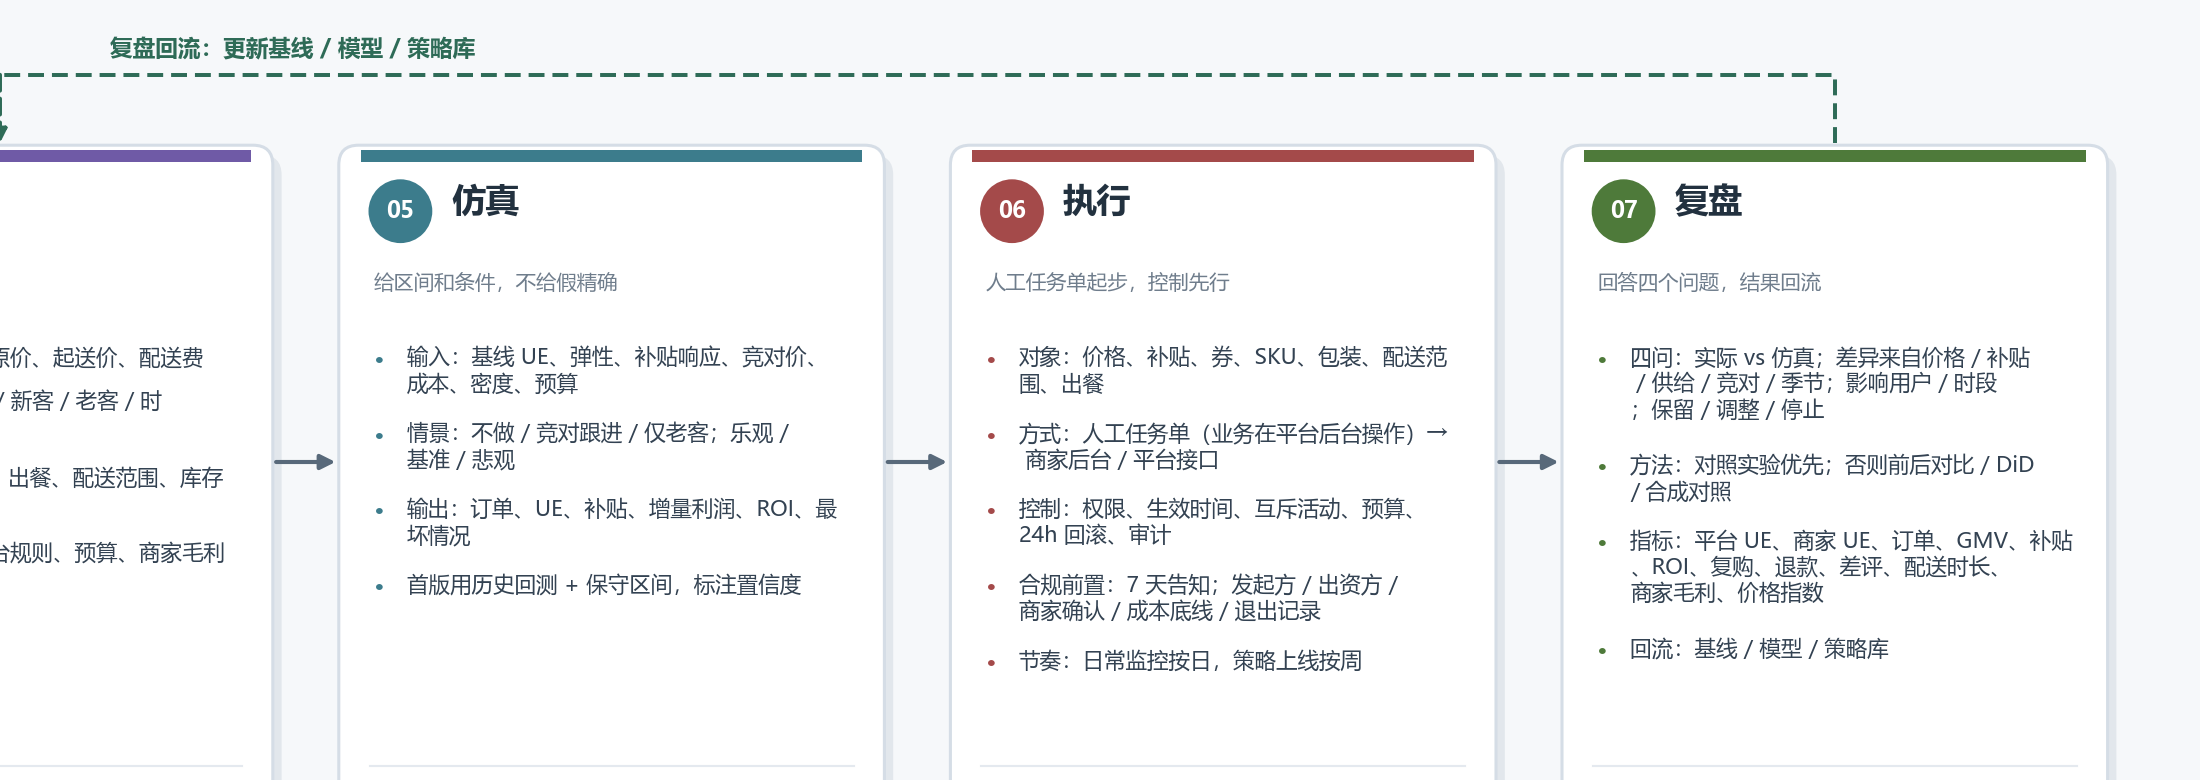 复盘回流：更新基线 / 模型 / 策略库
原价、起送价、配送费
/ 新客 / 老客 / 时
出餐、配送范围、库存
台规则、预算、商家毛利
05 仿真
给区间和条件，不给假精确
• 输入：基线 UE、弹性、补贴响应、竞对价、
成本、密度、预算
• 情景：不做 / 竞对跟进 / 仅老客；乐观 /
基准 / 悲观
• 输出：订单、UE、补贴、增量利润、ROI、最
坏情况
• 首版用历史回测 + 保守区间，标注置信度
06 执行
人工任务单起步，控制先行
• 对象：价格、补贴、券、SKU、包装、配送范
围、出餐
• 方式：人工任务单（业务在平台后台操作）→
商家后台 / 平台接口
• 控制：权限、生效时间、互斥活动、预算、
24h 回滚、审计
• 合规前置：7 天告知；发起方 / 出资方 /
商家确认 / 成本底线 / 退出记录
• 节奏：日常监控按日，策略上线按周
07 复盘
回答四个问题，结果回流
• 四问：实际 vs 仿真；差异来自价格 / 补贴
/ 供给 / 竞对 / 季节；影响用户 / 时段
；保留 / 调整 / 停止
• 方法：对照实验优先；否则前后对比 / DiD
/ 合成对照
• 指标：平台 UE、商家 UE、订单、GMV、补贴
、ROI、复购、退款、差评、配送时长、
商家毛利、价格指数
• 回流：基线 / 模型 / 策略库